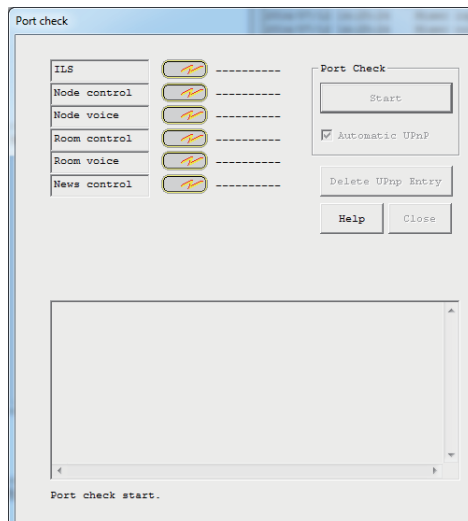 Port check
ILS ----------
Node control ----------
Node voice ----------
Room control ----------
Room voice ----------
News control ----------
Port Check
Start
Automatic UPnP
Delete UPnp Entry
Help Close
Port check start.